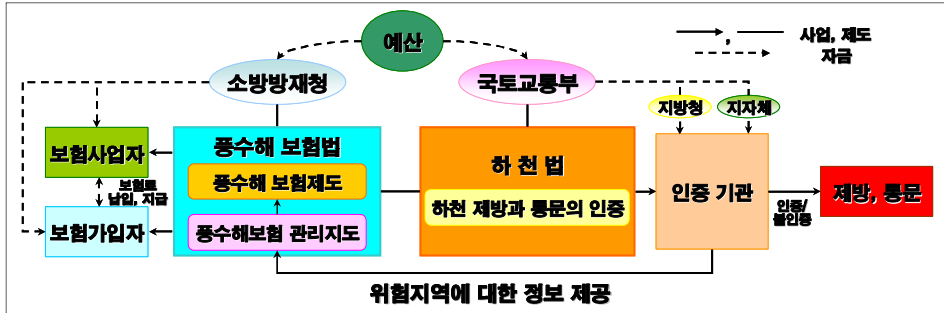 예산
사업, 제도
자금
소방방재청
국토교통부
지방청
지자체
보험사업자
풍수해 보험법
하 천 법
풍수해 보험제도
하천 제방과 통문의 인증
인증 기관
제방, 통문
보험료
납입, 지급
인증/
불인증
보험가입자
풍수해보험 관리지도
위험지역에 대한 정보 제공